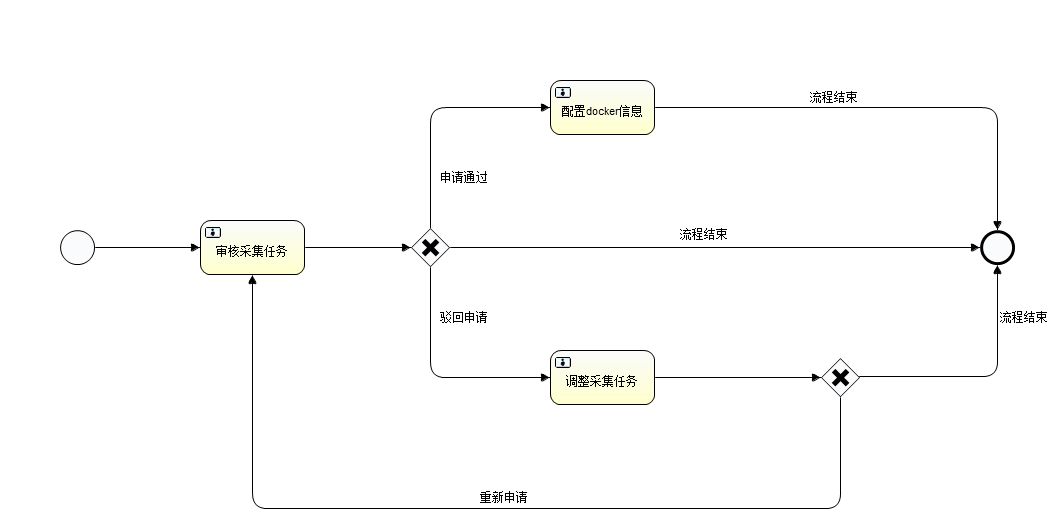 流程结束
配置docker信息
申请通过
流程结束
审核采集任务
驳回申请
流程结束
调整采集任务
重新申请